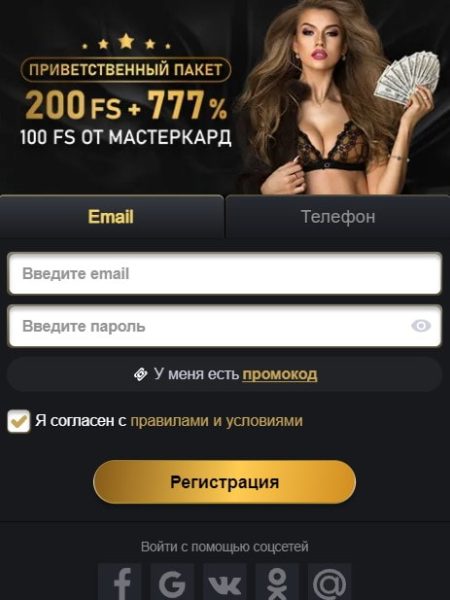 ПРИВЕТСТВЕННЫЙ ПАКЕТ
200 FS + 777%
100 FS ОТ МАСТЕРКАРД
Email
Телефон
Введите email
Введите пароль
У меня есть промокод
Я согласен с правилами и условиями
Регистрация
Войти с помощью соцсетей